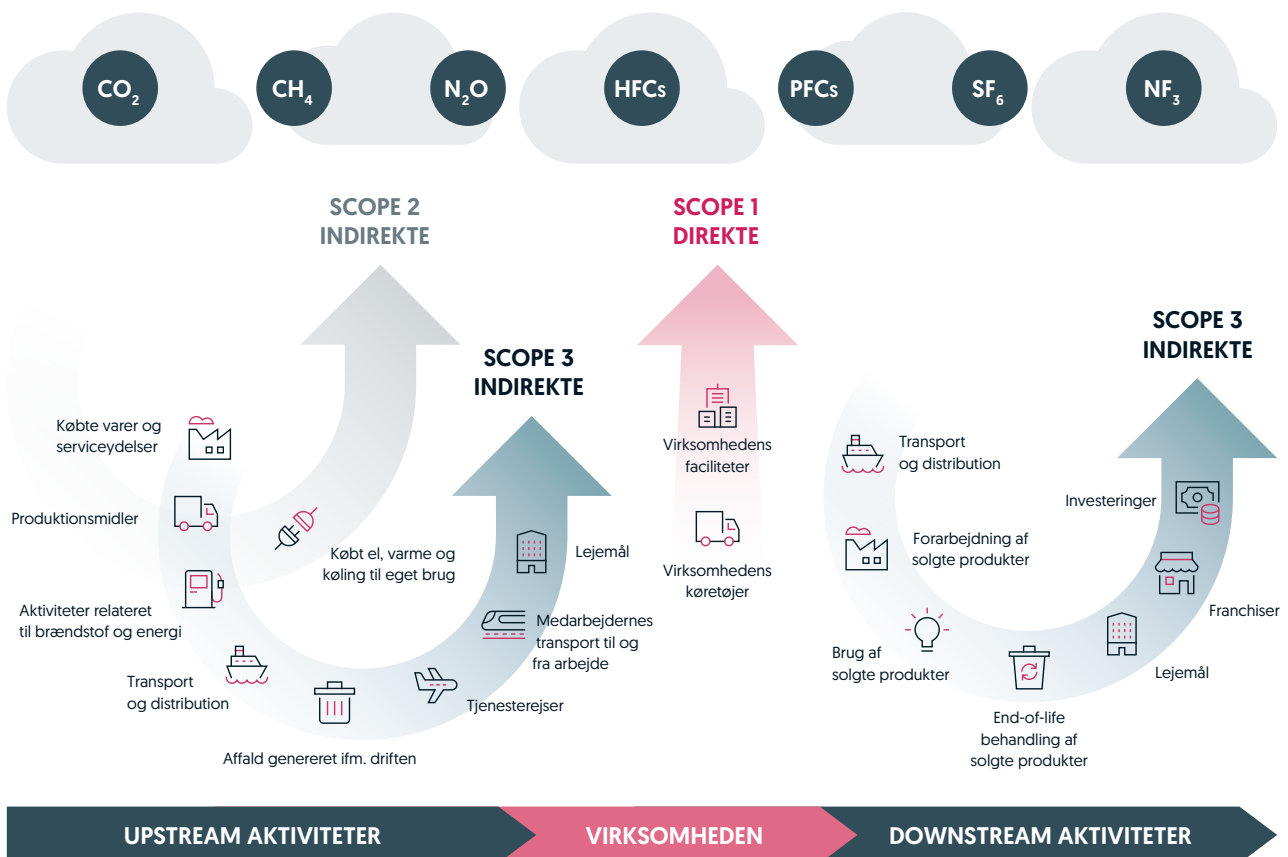 CO₂
CH₄
N₂O
HFCs
PFCs
SF₆
NF₃
SCOPE 2
INDIREKTE
SCOPE 1
DIREKTE
SCOPE 3
INDIREKTE
SCOPE 3
INDIREKTE
Købte varer og
serviceydelser
Produktionsmidler
Aktiviteter relateret
til brændstof og energi
Transport
og distribution
Affald genereret ifm. driften
Tjenesterejser
Medarbejdernes
transport til og
fra arbejde
Lejemål
Købt el, varme og
køling til eget brug
Virksomhedens
faciliteter
Virksomhedens
køretøjer
Transport
og distribution
Forarbejdning af
solgte produkter
Brug af
solgte produkter
End-of-life
behandling af
solgte produkter
Lejemål
Franchiser
Investeringer
UPSTREAM AKTIVITETER
VIRKSOMHEDEN
DOWNSTREAM AKTIVITETER